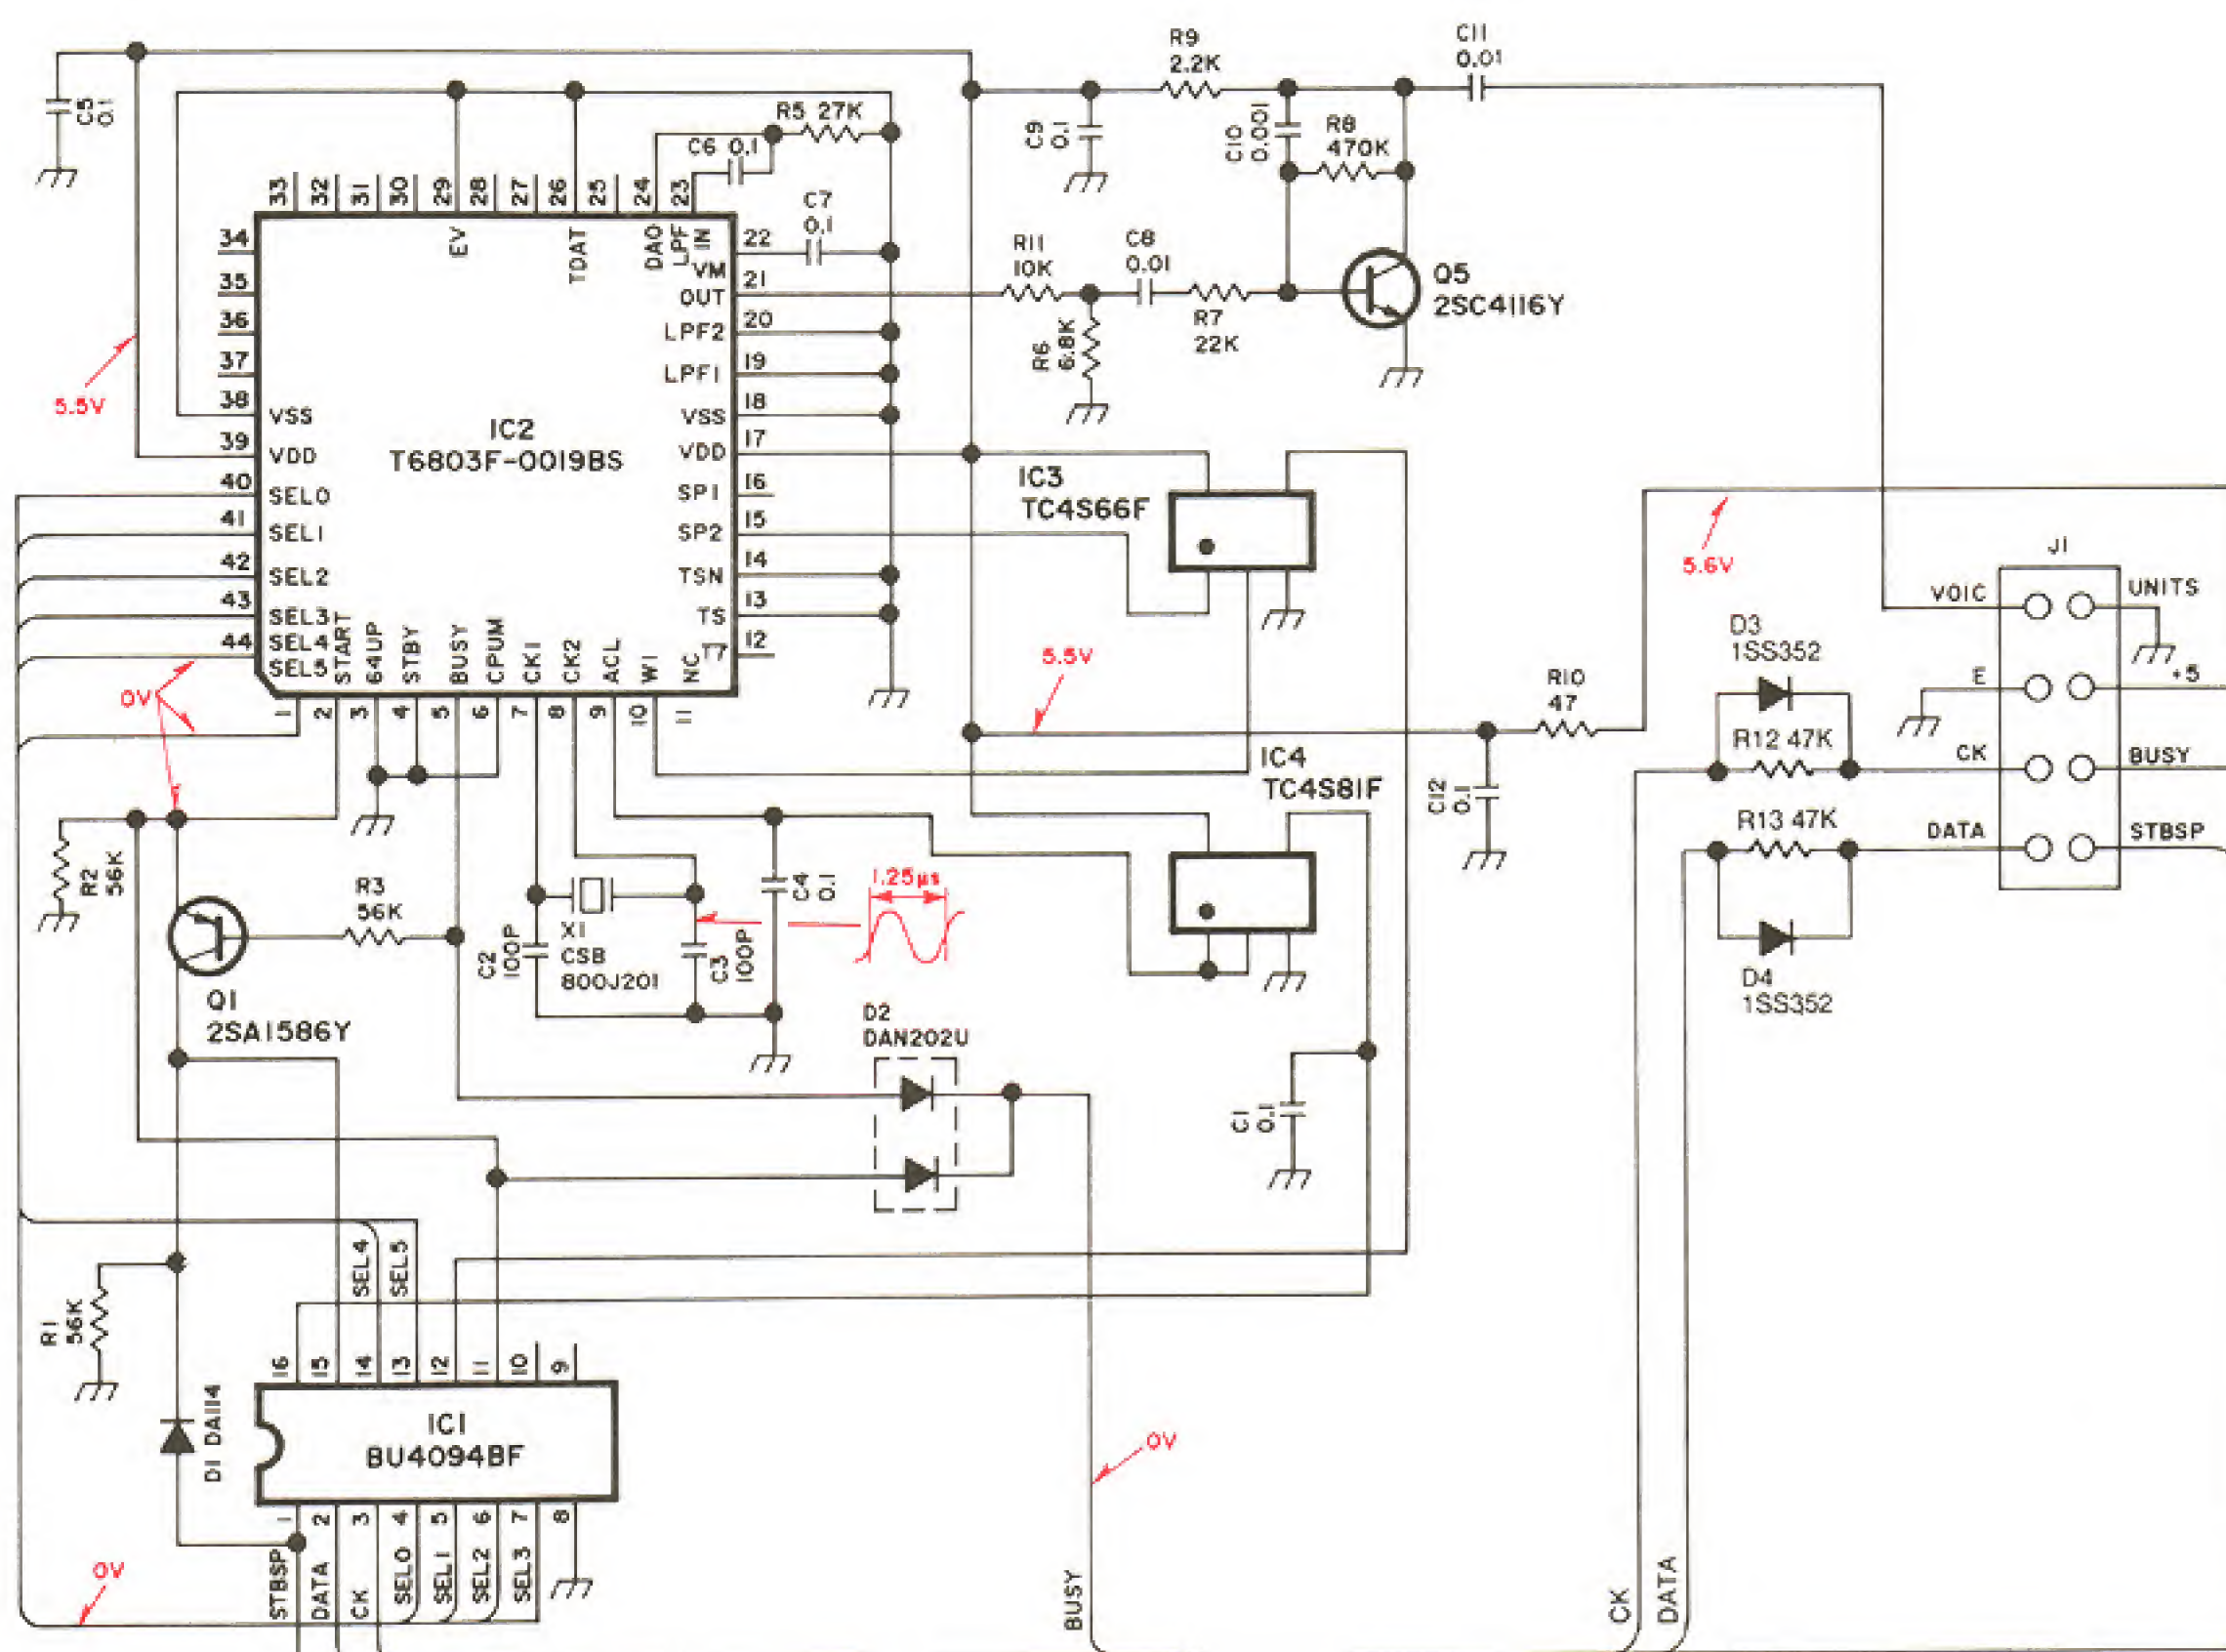 C5
0.1
R5 27K
C6 0.1
C7
0.1
R9
2.2K
C11
0.01
C9
0.1
C10
0.001
R8
470K
R11
10K
C8
0.01
R6
6.8K
R7
22K
Q5
2SC4116Y
33
32
31
30
29
28
27
26
25
24
23
EV
TDAT
DAO
LPF
IN
34
35
36
37
38
39
40
41
42
43
44
VSS
VDD
SEL0
SEL1
SEL2
SEL3
SEL4
SEL5
IC2
T6803F-0019BS
VM
OUT
LPF2
LPF1
VSS
VDD
SP1
SP2
TSN
TS
T7
22
21
20
19
18
17
16
15
14
13
12
START
64UP
STBY
BUSY
CPUM
CK1
CK2
ACL
W1
NC
1
2
3
4
5
6
7
8
9
10
11
5.5V
0V
5.5V
5.6V
IC3
TC4S66F
IC4
TC4S81F
R10
47
C12
0.1
J1
VOIC
UNITS
E
+5
CK
BUSY
DATA
STBSP
D3
1SS352
R12 47K
R13 47K
D4
1SS352
R2
56K
R3
56K
Q1
2SA1586Y
C2
100P
X1
CSB
800J201
C3
100P
C4
0.1
1.25µs
D2
DAN202U
C1
0.1
R1
56K
D1 DA114
SEL4
SEL5
16
15
14
13
12
11
10
9
IC1
BU4094BF
1
2
3
4
5
6
7
8
STBSP
DATA
CK
SEL0
SEL1
SEL2
SEL3
0V
0V
BUSY
CK
DATA